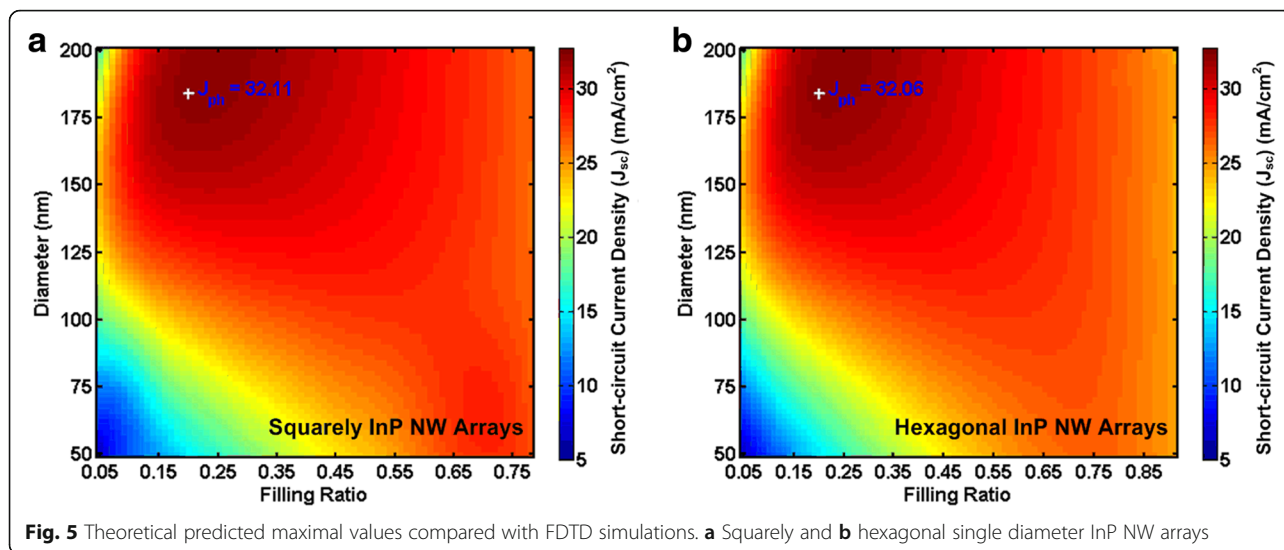 a
200
175
150
125
100
75
50
Diameter (nm)
0.05 0.15 0.25 0.35 0.45 0.55 0.65 0.75
Filling Ratio
J_ph = 32.11
Squarely InP NW Arrays
30
25
20
15
10
5
Short-circuit Current Density (J_sc) (mA/cm²)
b
200
175
150
125
100
75
50
Diameter (nm)
0.05 0.15 0.25 0.35 0.45 0.55 0.65 0.75 0.85
Filling Ratio
J_ph = 32.06
Hexagonal InP NW Arrays
30
25
20
15
10
5
Short-circuit Current Density (J_sc) (mA/cm²)
Fig. 5 Theoretical predicted maximal values compared with FDTD simulations. a Squarely and b hexagonal single diameter InP NW arrays